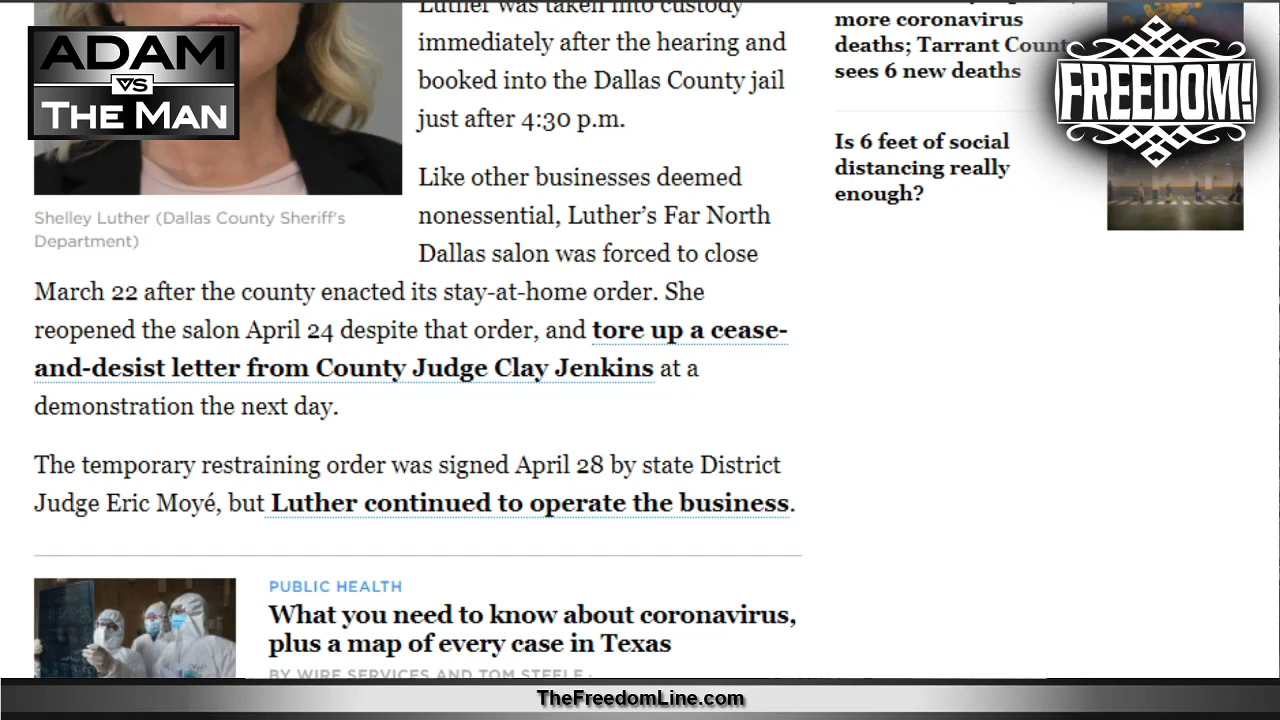 ADAM
VS
THE MAN
Luther was taken into custody
immediately after the hearing and
booked into the Dallas County jail
just after 4:30 p.m.
Like other businesses deemed
nonessential, Luther’s Far North
Dallas salon was forced to close
March 22 after the county enacted its stay-at-home order. She
reopened the salon April 24 despite that order, and tore up a cease-
and-desist letter from County Judge Clay Jenkins at a
demonstration the next day.
The temporary restraining order was signed April 28 by state District
Judge Eric Moyé, but Luther continued to operate the business.
Shelley Luther (Dallas County Sheriff's
Department)
PUBLIC HEALTH
What you need to know about coronavirus,
plus a map of every case in Texas
BY WIRE SERVICES AND TOM STEELE
more coronavirus
deaths; Tarrant County
sees 6 new deaths
Is 6 feet of social
distancing really
enough?
FREEDOM!
TheFreedomLine.com